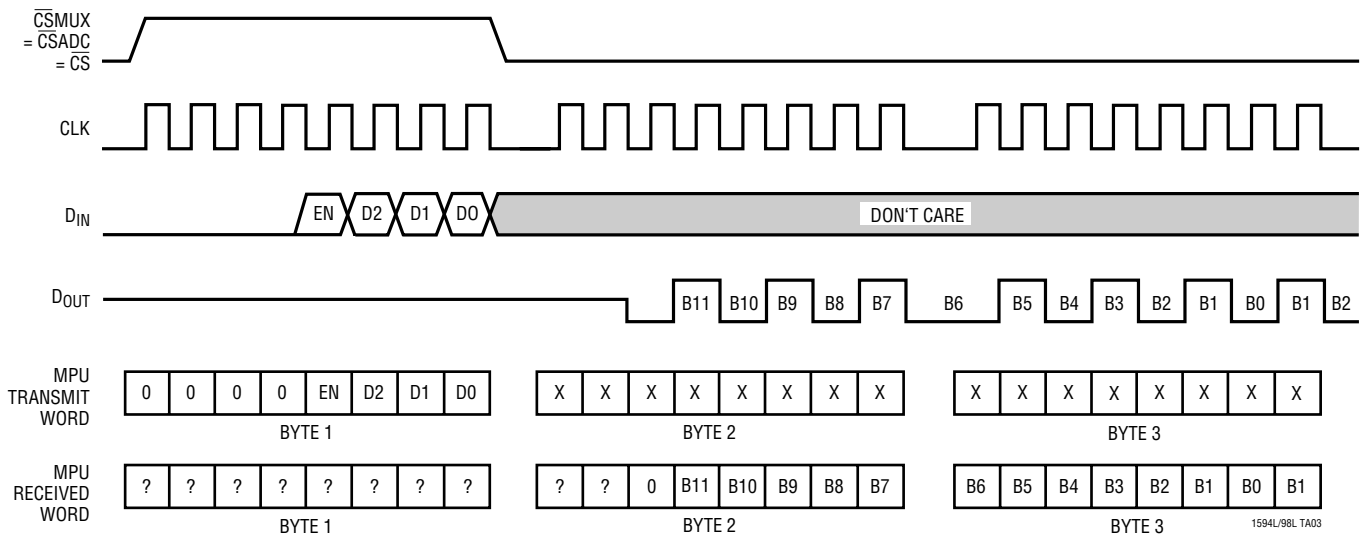 CSMUX
= CSADC
= CS
CLK
EN D2 D1 DO
DIN
DON'T CARE
DOUT
B11 B10 B9 B8 B7 B6 B5 B4 B3 B2 B1 B0 B1 B2
MPU
TRANSMIT
WORD
0 0 0 0 EN D2 D1 D0
X X X X X X X X
X X X X X X X X
BYTE 1
BYTE 2
BYTE 3
MPU
RECEIVED
WORD
? ? ? ? ? ? ? ?
? ? 0 B11 B10 B9 B8 B7
B6 B5 B4 B3 B2 B1 B0 B1
BYTE 1
BYTE 2
BYTE 3
1594L/98L TA03